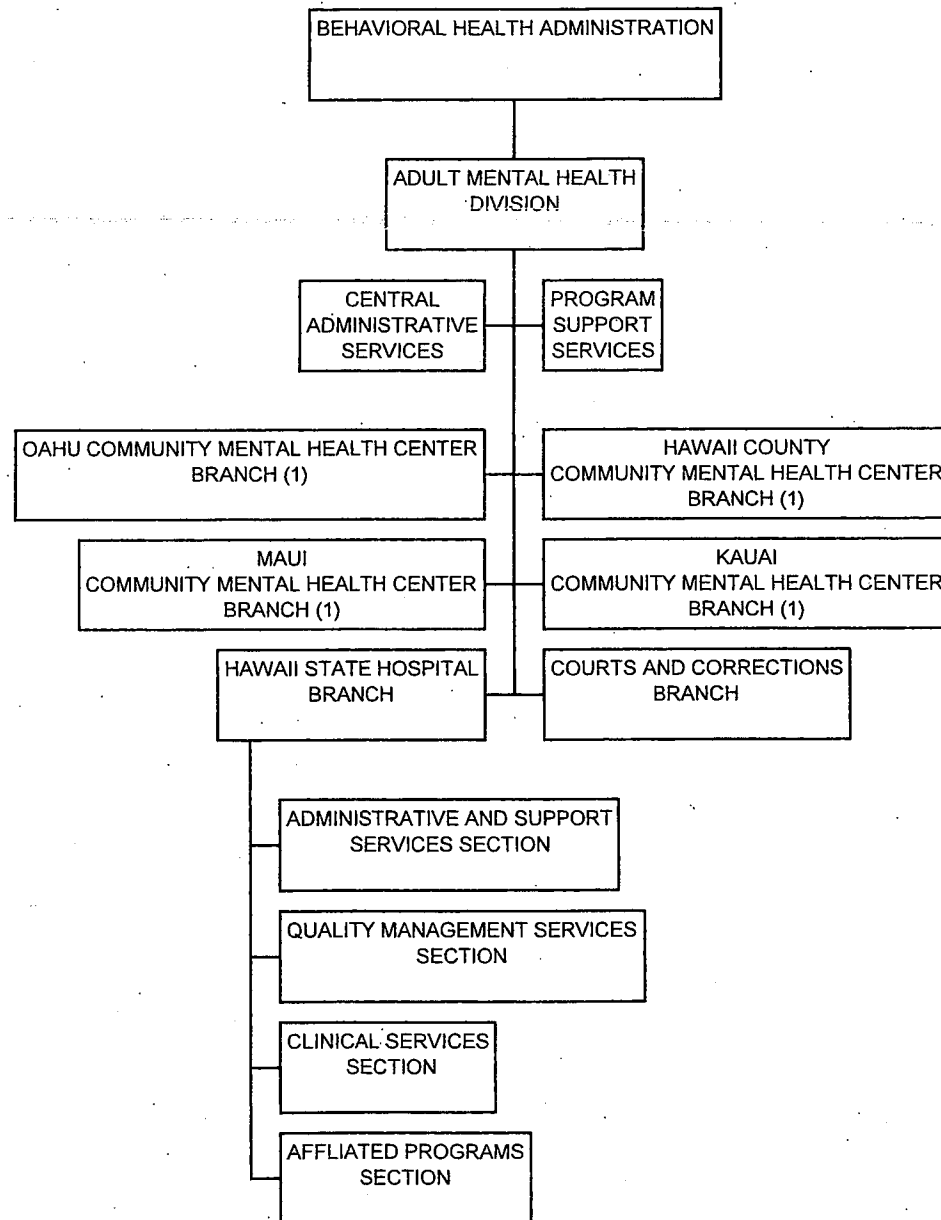 BEHAVIORAL HEALTH ADMINISTRATION
ADULT MENTAL HEALTH
DIVISION
CENTRAL
ADMINISTRATIVE
SERVICES
PROGRAM
SUPPORT
SERVICES
OAHU COMMUNITY MENTAL HEALTH CENTER
BRANCH (1)
HAWAII COUNTY
COMMUNITY MENTAL HEALTH CENTER
BRANCH (1)
MAUI
COMMUNITY MENTAL HEALTH CENTER
BRANCH (1)
KAUAI
COMMUNITY MENTAL HEALTH CENTER
BRANCH (1)
HAWAII STATE HOSPITAL
BRANCH
COURTS AND CORRECTIONS
BRANCH
ADMINISTRATIVE AND SUPPORT
SERVICES SECTION
QUALITY MANAGEMENT SERVICES
SECTION
CLINICAL SERVICES
SECTION
AFFLIATED PROGRAMS
SECTION